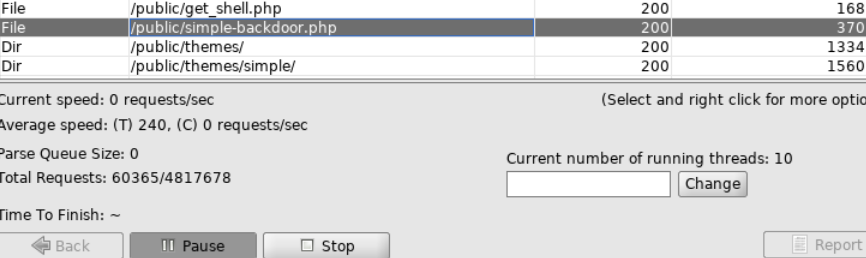 File /public/get_shell.php 200 168
File /public/simple-backdoor.php 200 370
Dir /public/themes/ 200 1334
Dir /public/themes/simple/ 200 1560
Current speed: 0 requests/sec (Select and right click for more optio
Average speed: (T) 240, (C) 0 requests/sec
Parse Queue Size: 0
Current number of running threads: 10
Total Requests: 60365/4817678
Change
Time To Finish: ~
Back Pause Stop Report